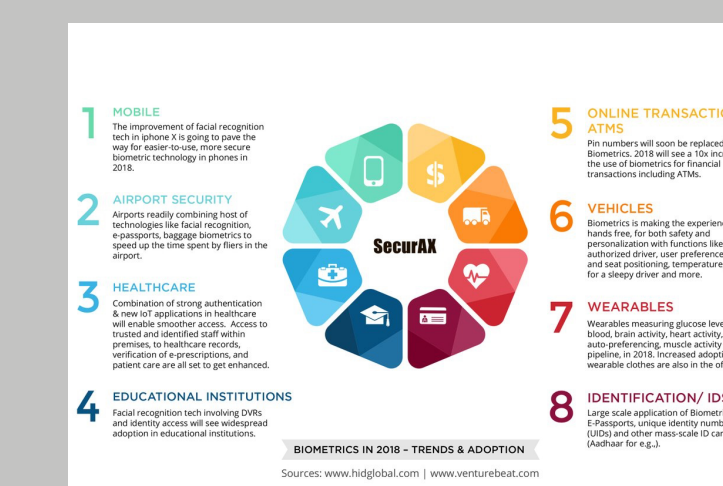 1
MOBILE
The improvement of facial recognition
tech in iphone X is going to pave the
way for easier-to-use, more secure
biometric technology in phones in
2018.
2
AIRPORT SECURITY
Airports readily combining host of
technologies like facial recognition,
e-passports, baggage biometrics to
speed up the time spent by fliers in the
airport.
3
HEALTHCARE
Combination of strong authentication
& new IoT applications in healthcare
will enable smoother access. Access to
trusted and identified staff within
premises, to healthcare records,
verification of e-prescriptions, and
patient care are all set to get enhanced.
4
EDUCATIONAL INSTITUTIONS
Facial recognition tech involving DVRs
and identity access will see widespread
adoption in educational institutions.
SecurAX
$
5
ONLINE
ATMS
Pin numbers will soon be replaced
Biometrics. 2018 will see a 10x
the use of biometrics for financial
transactions including ATMs.
6
VEHICLES
Biometrics is making the
hands free, for both safety and
personalization with functions like
authorized driver, user preference
and seat positioning, temperature
for a sleepy driver and more.
7
WEARABLES
Wearables measuring glucose
blood, brain activity, heart activity,
auto-preferencing, muscle activity
pipeline, in 2018. Increased
wearable clothes are also in the
8
IDENTIFICATION/
Large scale application of
E-Passports, unique identity
(UIDs) and other mass-scale ID
(Aadhaar for e.g.,).
BIOMETRICS IN 2018 – TRENDS & ADOPTION
Sources: www.hidglobal.com | www.venturebeat.com